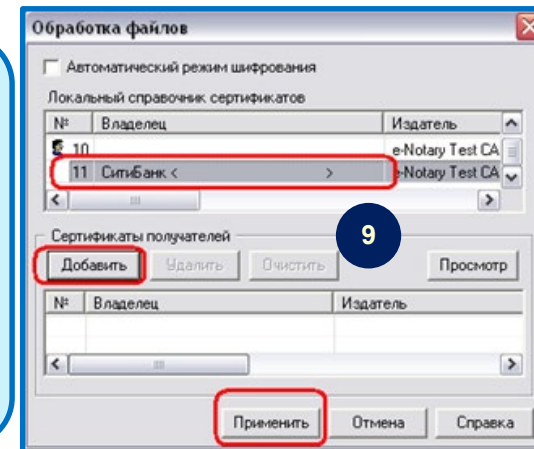 Обработка файлов
Автоматический режим шифрования
Локальный справочник сертификатов
№ Владелец Издатель
10 e-Notary Test CA
11 СитиБанк < > e-Notary Test CA
Сертификаты получателей
9
Добавить Удалить Очистить Просмотр
№ Владелец Издатель
Применить Отмена Справка